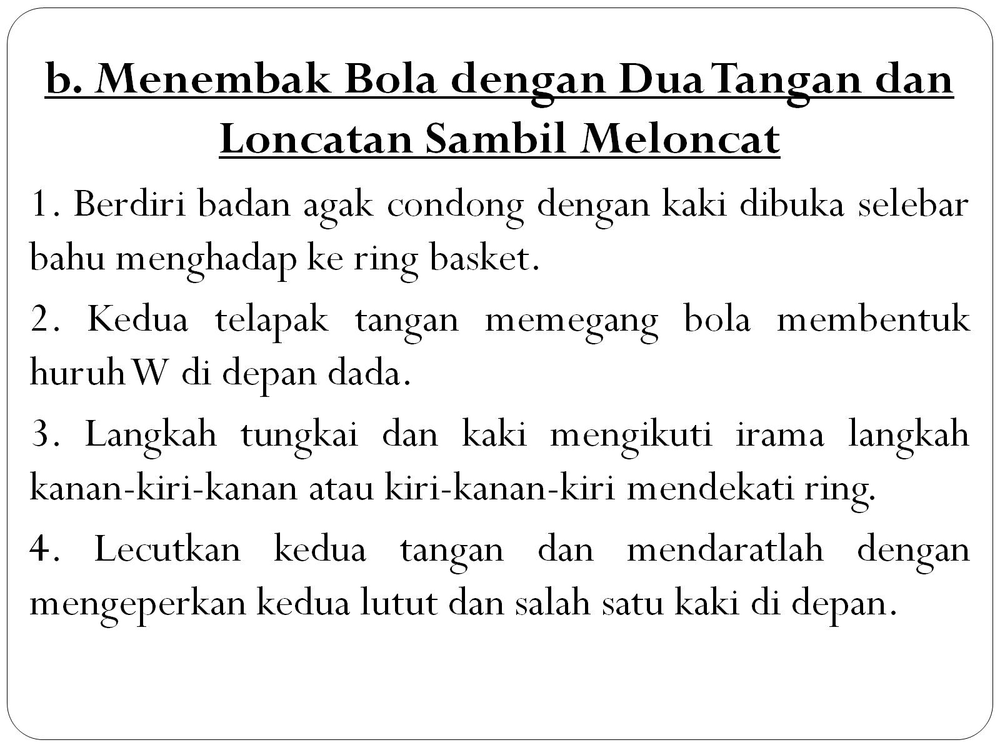 b. Menembak Bola dengan Dua Tangan dan
Loncatan Sambil Meloncat
1. Berdiri badan agak condong dengan kaki dibuka selebar
bahu menghadap ke ring basket.
2. Kedua telapak tangan memegang bola membentuk
huruh W di depan dada.
3. Langkah tungkai dan kaki mengikuti irama langkah
kanan-kiri-kanan atau kiri-kanan-kiri mendekati ring.
4. Lecutkan kedua tangan dan mendaratlah dengan
mengeperkan kedua lutut dan salah satu kaki di depan.